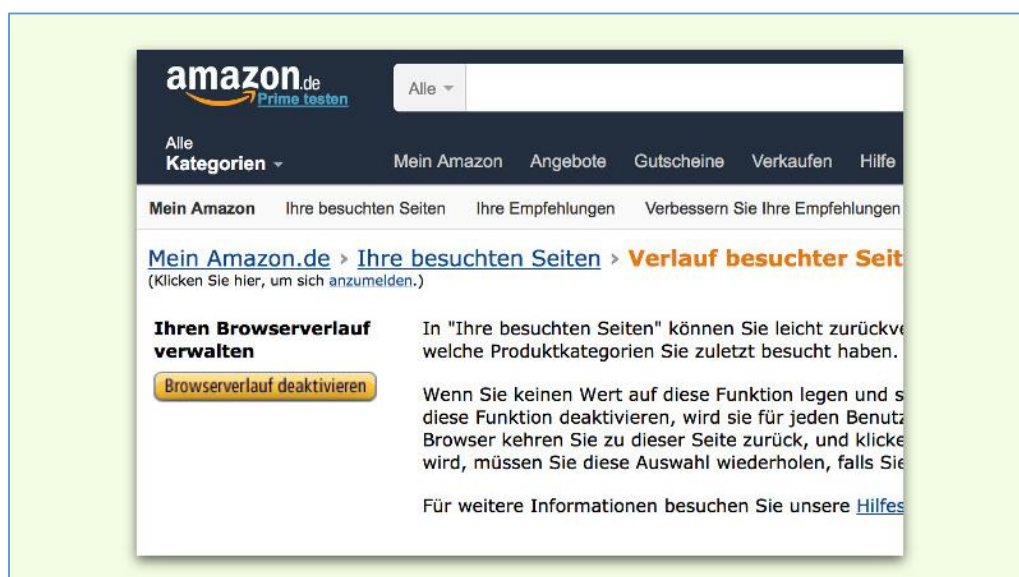 amazon.de
Prime testen
Alle
Alle
Kategorien
Mein Amazon Angebote Gutscheine Verkaufen Hilfe
Mein Amazon Ihre besuchten Seiten Ihre Empfehlungen Verbessern Sie Ihre Empfehlungen
Mein Amazon.de > Ihre besuchten Seiten > Verlauf besuchter Seit
(Klicken Sie hier, um sich anzumelden.)
Ihren Browserverlauf
verwalten
Browserverlauf deaktivieren
In "Ihre besuchten Seiten" können Sie leicht zurückve
welche Produktkategorien Sie zuletzt besucht haben.
Wenn Sie keinen Wert auf diese Funktion legen und s
diese Funktion deaktivieren, wird sie für jeden Benutz
Browser kehren Sie zu dieser Seite zurück, und klicke
wird, müssen Sie diese Auswahl wiederholen, falls Sie
Für weitere Informationen besuchen Sie unsere Hilfes